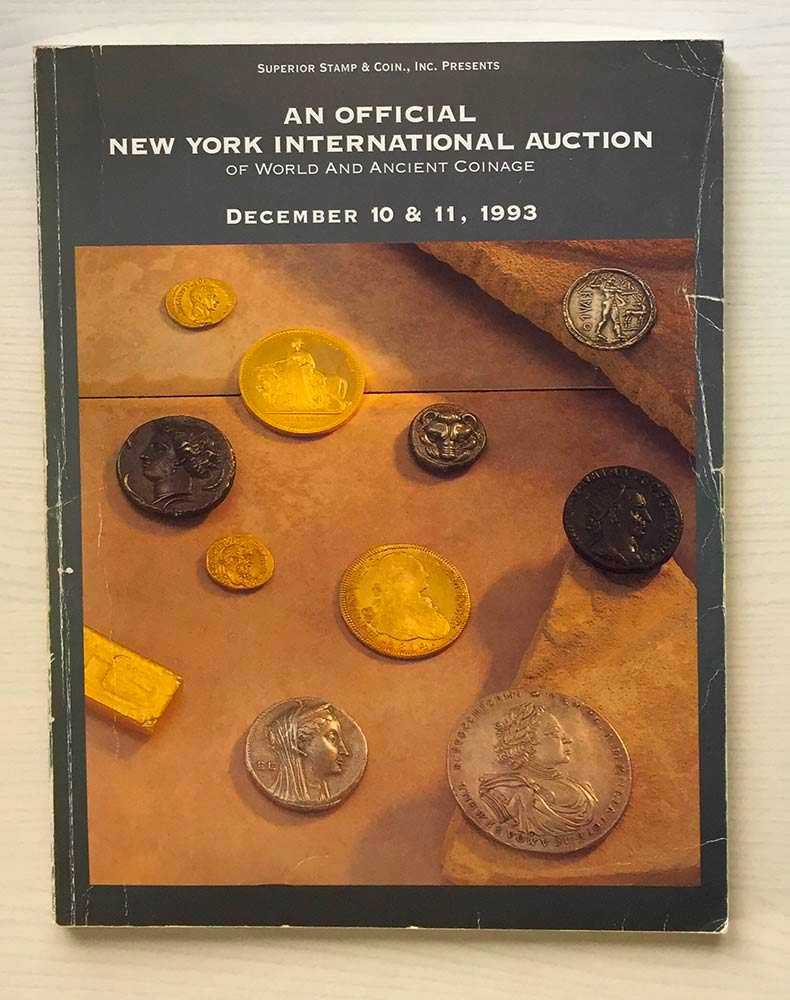 SUPERIOR STAMP & COIN., INC. PRESENTS
AN OFFICIAL
NEW YORK INTERNATIONAL AUCTION
OF WORLD AND ANCIENT COINAGE
DECEMBER 10 & 11, 1993